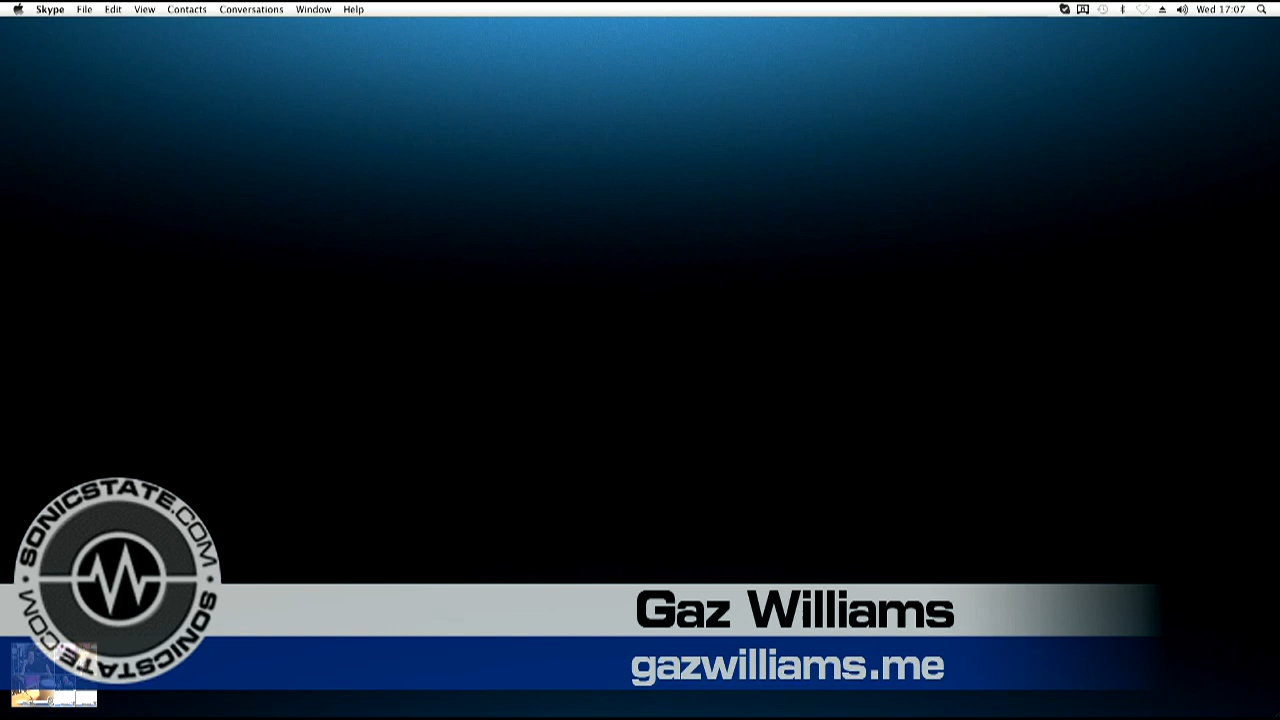 Skype File Edit View Contacts Conversations Window Help Wed 17:07
SONICSTATE.COM
SONICSTATE.COM
Gaz Williams
gazwilliams.me